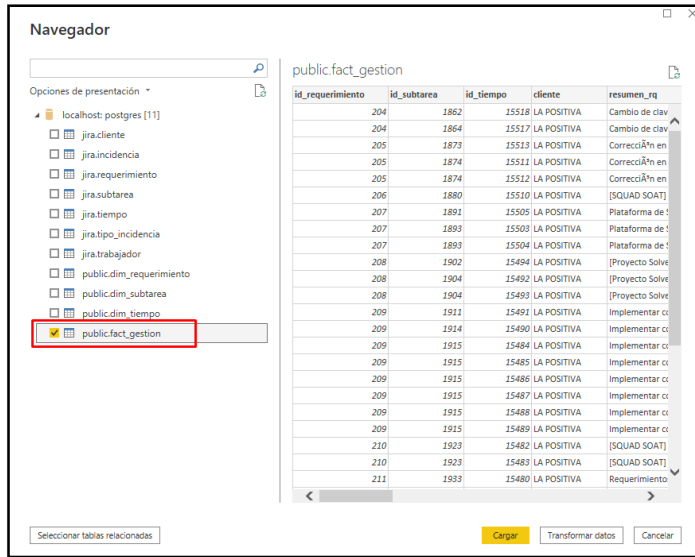 Navegador
Opciones de presentación
localhost: postgres [11]
jira.cliente
jira.incidencia
jira.requerimiento
jira.subtarea
jira.tiempo
jira.tipo_incidencia
jira.trabajador
public.dim_requerimiento
public.dim_subtarea
public.dim_tiempo
public.fact_gestion
public.fact_gestion
id_requerimiento id_subtarea id_tiempo cliente resumen_rq
204 1862 15518 LA POSITIVA Cambio de clav
204 1864 15517 LA POSITIVA Cambio de clav
205 1873 15513 LA POSITIVA CorrecciÃ³n en
205 1874 15511 LA POSITIVA CorrecciÃ³n en
205 1874 15512 LA POSITIVA CorrecciÃ³n en
206 1880 15510 LA POSITIVA [SQUAD SOAT]
207 1891 15505 LA POSITIVA Plataforma de S
207 1893 15503 LA POSITIVA Plataforma de S
207 1893 15504 LA POSITIVA Plataforma de S
208 1902 15494 LA POSITIVA [Proyecto Solve
208 1904 15492 LA POSITIVA [Proyecto Solve
208 1904 15493 LA POSITIVA [Proyecto Solve
209 1911 15491 LA POSITIVA Implementar co
209 1914 15490 LA POSITIVA Implementar co
209 1915 15484 LA POSITIVA Implementar co
209 1915 15485 LA POSITIVA Implementar co
209 1915 15486 LA POSITIVA Implementar co
209 1915 15487 LA POSITIVA Implementar co
209 1915 15488 LA POSITIVA Implementar co
209 1915 15489 LA POSITIVA Implementar co
210 1923 15482 LA POSITIVA [SQUAD SOAT]
210 1923 15483 LA POSITIVA [SQUAD SOAT]
211 1933 15480 LA POSITIVA Requerimiento
Seleccionar tablas relacionadas
Cargar
Transformar datos
Cancelar